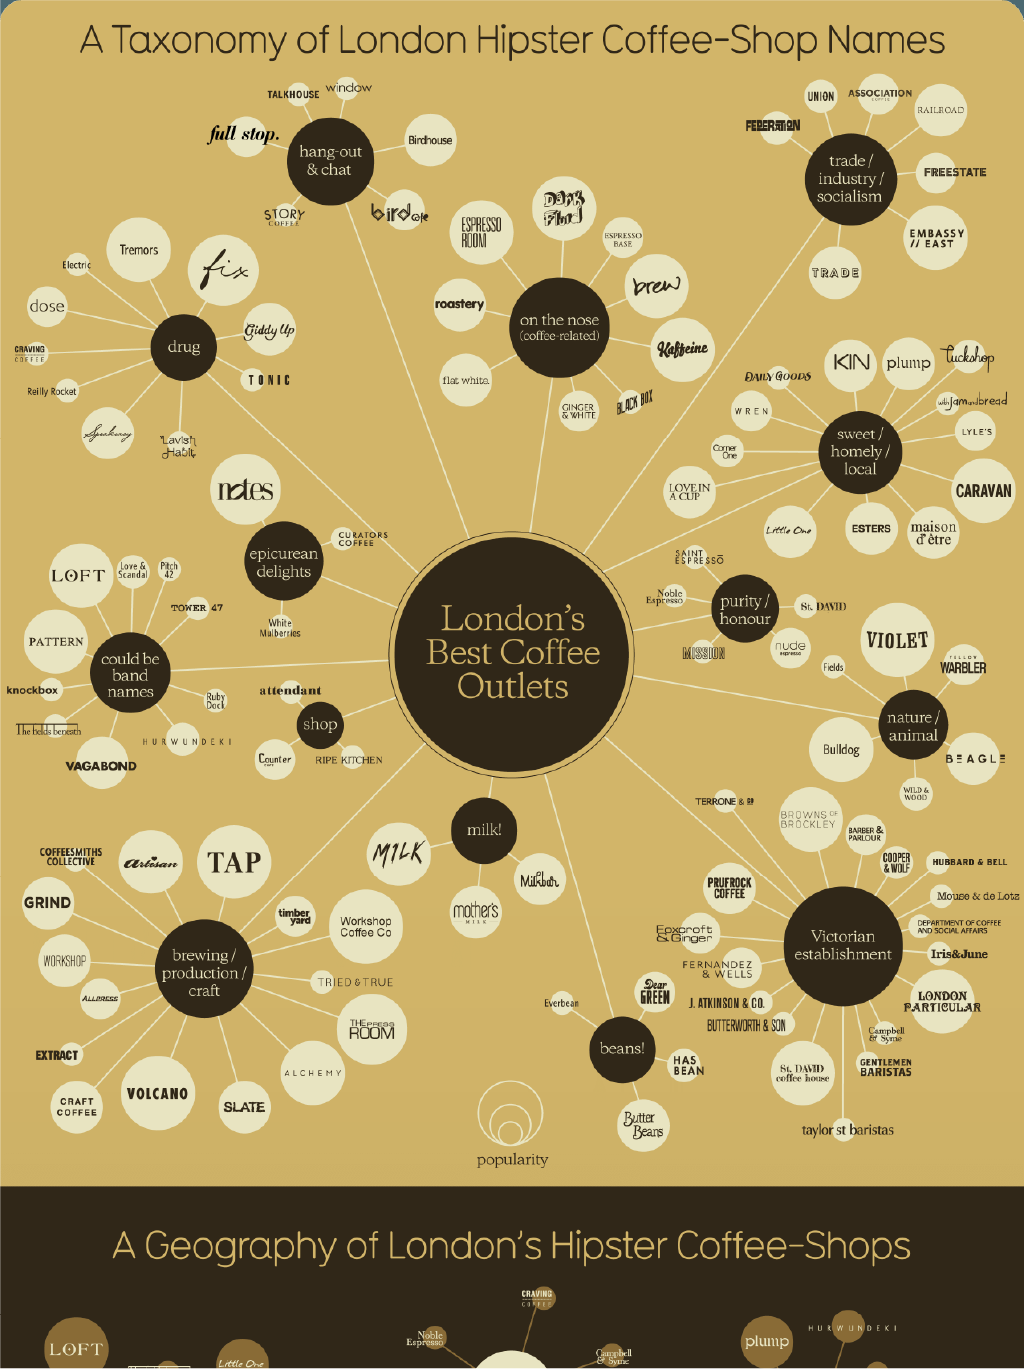 A Taxonomy of London Hipster Coffee-Shop Names
TALKHOUSE
window
full stop.
Birdhouse
hang-out
& chat
STORY
COFFEE
birdcafe
UNION
ASSOCIATION
COFFEE
RAILROAD
FEDERATION
trade /
industry /
socialism
FREESTATE
EMBASSY
// EAST
TRADE
ESPRESSO
ROOM
Dark
Fluid
ESPRESSO
BASE
brew
roastery
on the nose
(coffee-related)
Kaffeine
flat white.
GINGER
& WHITE
BLACK BOX
Tremors
Electric
fix
dose
Giddy Up
drug
CRAVING
COFFEE
TONIC
Reilly Rocket
Speakeasy
Lavish
Habit
KIN
plump
Tuckshop
DAILY GOODS
with Jam and bread
WREN
LYLE'S
sweet /
homely /
local
Corner
One
LOVE IN
A CUP
CARAVAN
Little One
ESTERS
maison
d'être
notes
CURATORS
COFFEE
epicurean
delights
White
Mulberries
SAINT
ESPRESSO
Noble
Espresso
purity /
honour
St. DAVID
MISSION
nude
espresso
LOFT
Love &
Scandal
Pitch
42
TOWER 47
PATTERN
could be
band
names
knockbox
Ruby
Dock
The fields beneath
HURWUNDEKI
VAGABOND
London's
Best Coffee
Outlets
attendant
shop
Counter
CAFE
RIPE KITCHEN
VIOLET
Fields
YELLOW
WARBLER
nature /
animal
Bulldog
BEAGLE
WILD &
WOOD
milk!
M1LK
Milkbar
mother's
MILK
COFFEESMITHS
COLLECTIVE
artisan
TAP
GRIND
timber
yard
Workshop
Coffee Co
WORKSHOP
brewing /
production /
craft
ALLPRESS
TRIED & TRUE
THE PRESS
ROOM
EXTRACT
ALCHEMY
CRAFT
COFFEE
VOLCANO
SLATE
Everbean
Dear
GREEN
beans!
HAS
BEAN
Butter
Beans
TERRONE & Co
BROWNS OF
BROCKLEY
BARBER &
PARLOUR
COOPER
& WOLF
HUBBARD & BELL
PRUFROCK
COFFEE
Mouse & de Lotz
Foxcroft
& Ginger
DEPARTMENT OF COFFEE
AND SOCIAL AFFAIRS
Victorian
establishment
Iris&June
FERNANDEZ
& WELLS
J. ATKINSON & CO.
LONDON
PARTICULAR
BUTTERWORTH & SON
Campbell
& Syme
St. DAVID
coffee house
GENTLEMEN
BARISTAS
taylor st baristas
popularity
A Geography of London's Hipster Coffee-Shops
CRAVING
COFFEE
LOFT
Little One
Noble
Espresso
Campbell
& Syme
plump
HURWUNDEKI